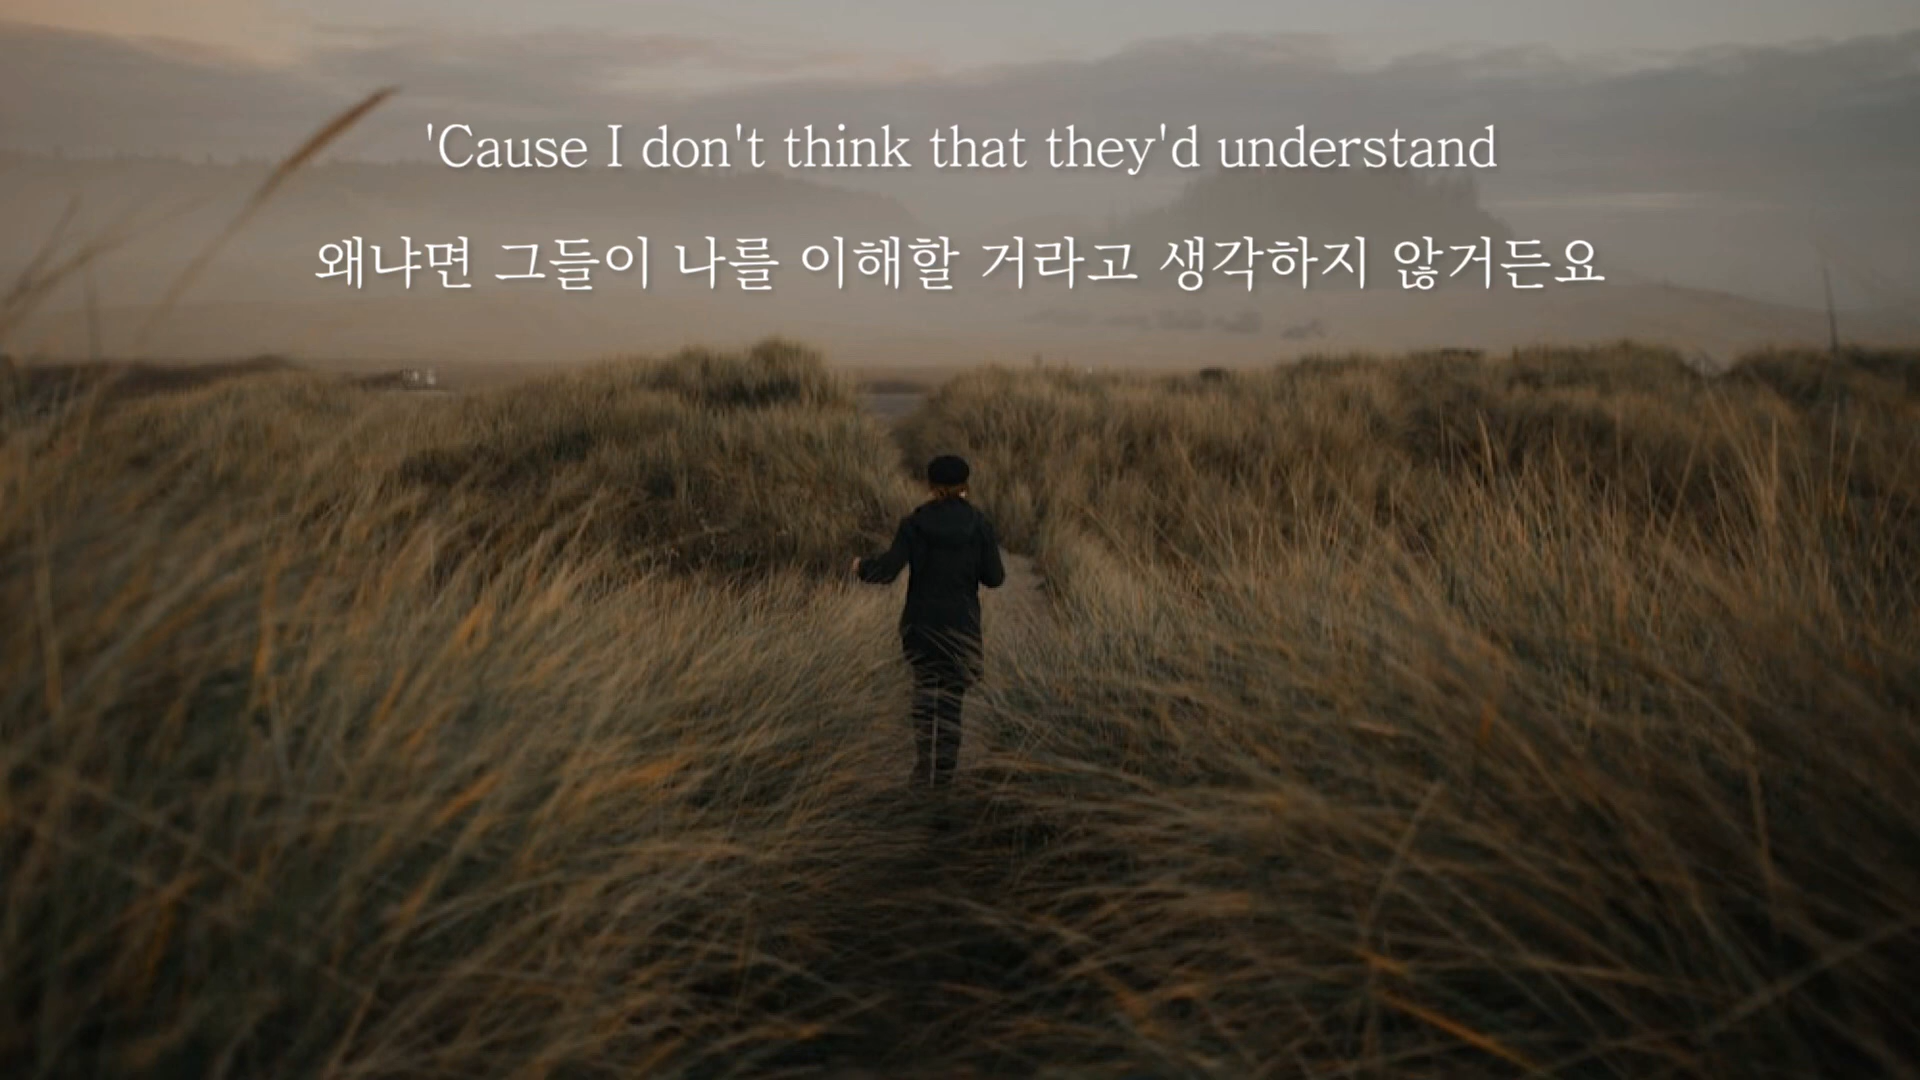 'Cause I don't think that they'd understand
왜냐면 그들이 나를 이해할 거라고 생각하지 않거든요